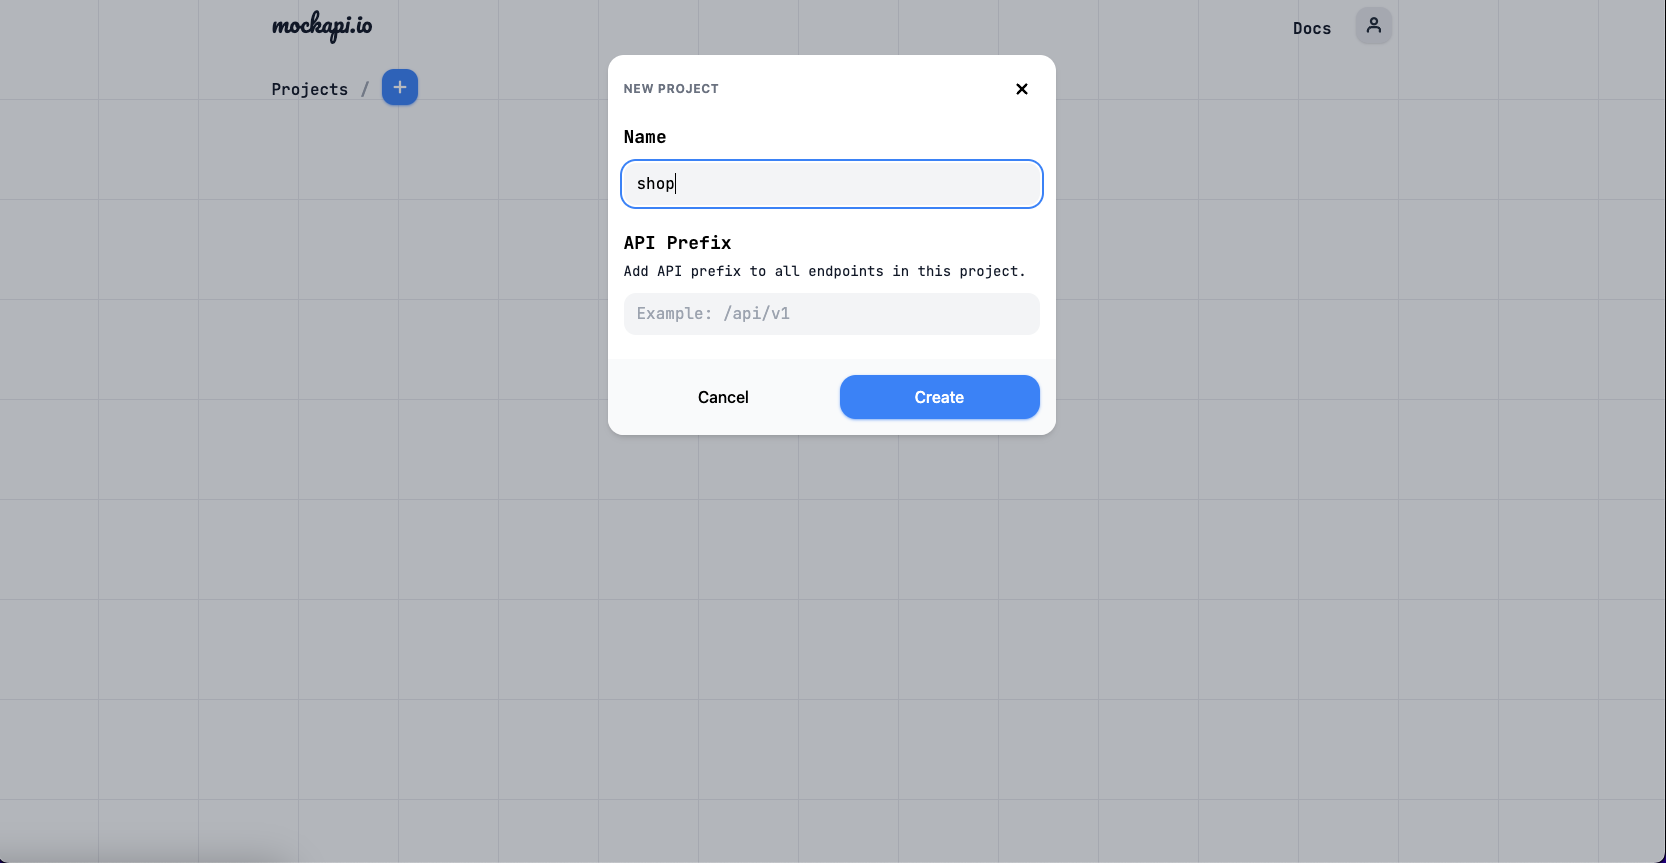 mockapi.io
Docs
Projects / +
NEW PROJECT
Name
shop
API Prefix
Add API prefix to all endpoints in this project.
Example: /api/v1
Cancel
Create